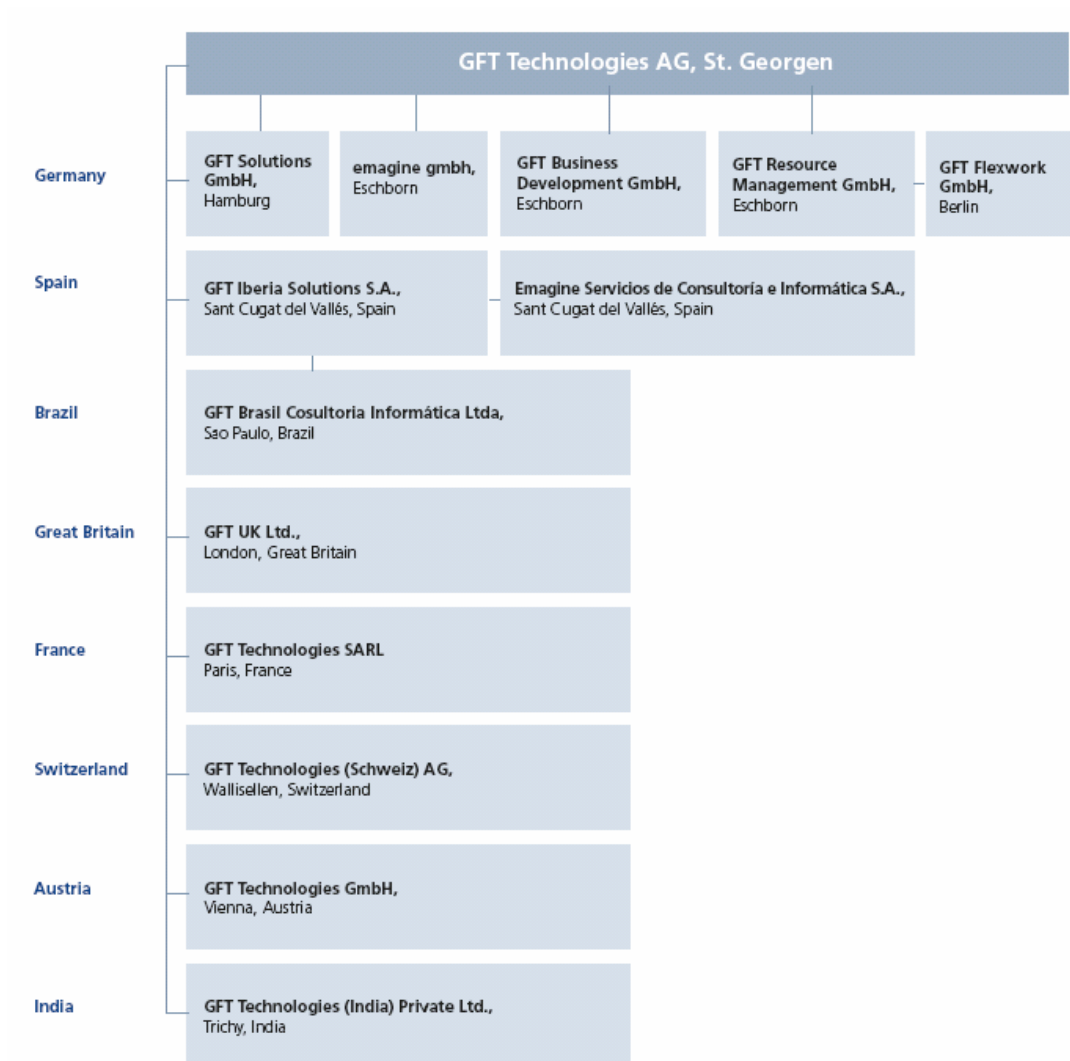 GFT Technologies AG, St. Georgen
Germany
GFT Solutions
GmbH,
Hamburg
emagine gmbh,
Eschborn
GFT Business
Development GmbH,
Eschborn
GFT Resource
Management GmbH,
Eschborn
GFT Flexwork
GmbH,
Berlin
Spain
GFT Iberia Solutions S.A.,
Sant Cugat del Vallés, Spain
Emagine Servicios de Consultoría e Informática S.A.,
Sant Cugat del Vallés, Spain
Brazil
GFT Brasil Cosultoria Informática Ltda,
Sao Paulo, Brazil
Great Britain
GFT UK Ltd.,
London, Great Britain
France
GFT Technologies SARL
Paris, France
Switzerland
GFT Technologies (Schweiz) AG,
Wallisellen, Switzerland
Austria
GFT Technologies GmbH,
Vienna, Austria
India
GFT Technologies (India) Private Ltd.,
Trichy, India